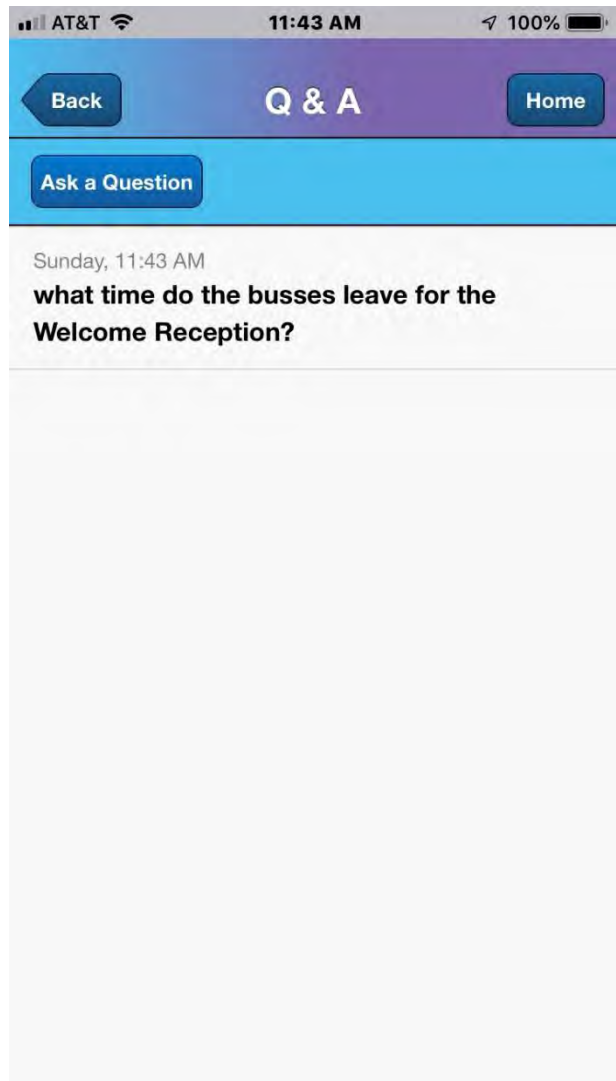 AT&T 11:43 AM 100%
Back Q & A Home
Ask a Question
Sunday, 11:43 AM
what time do the busses leave for the
Welcome Reception?